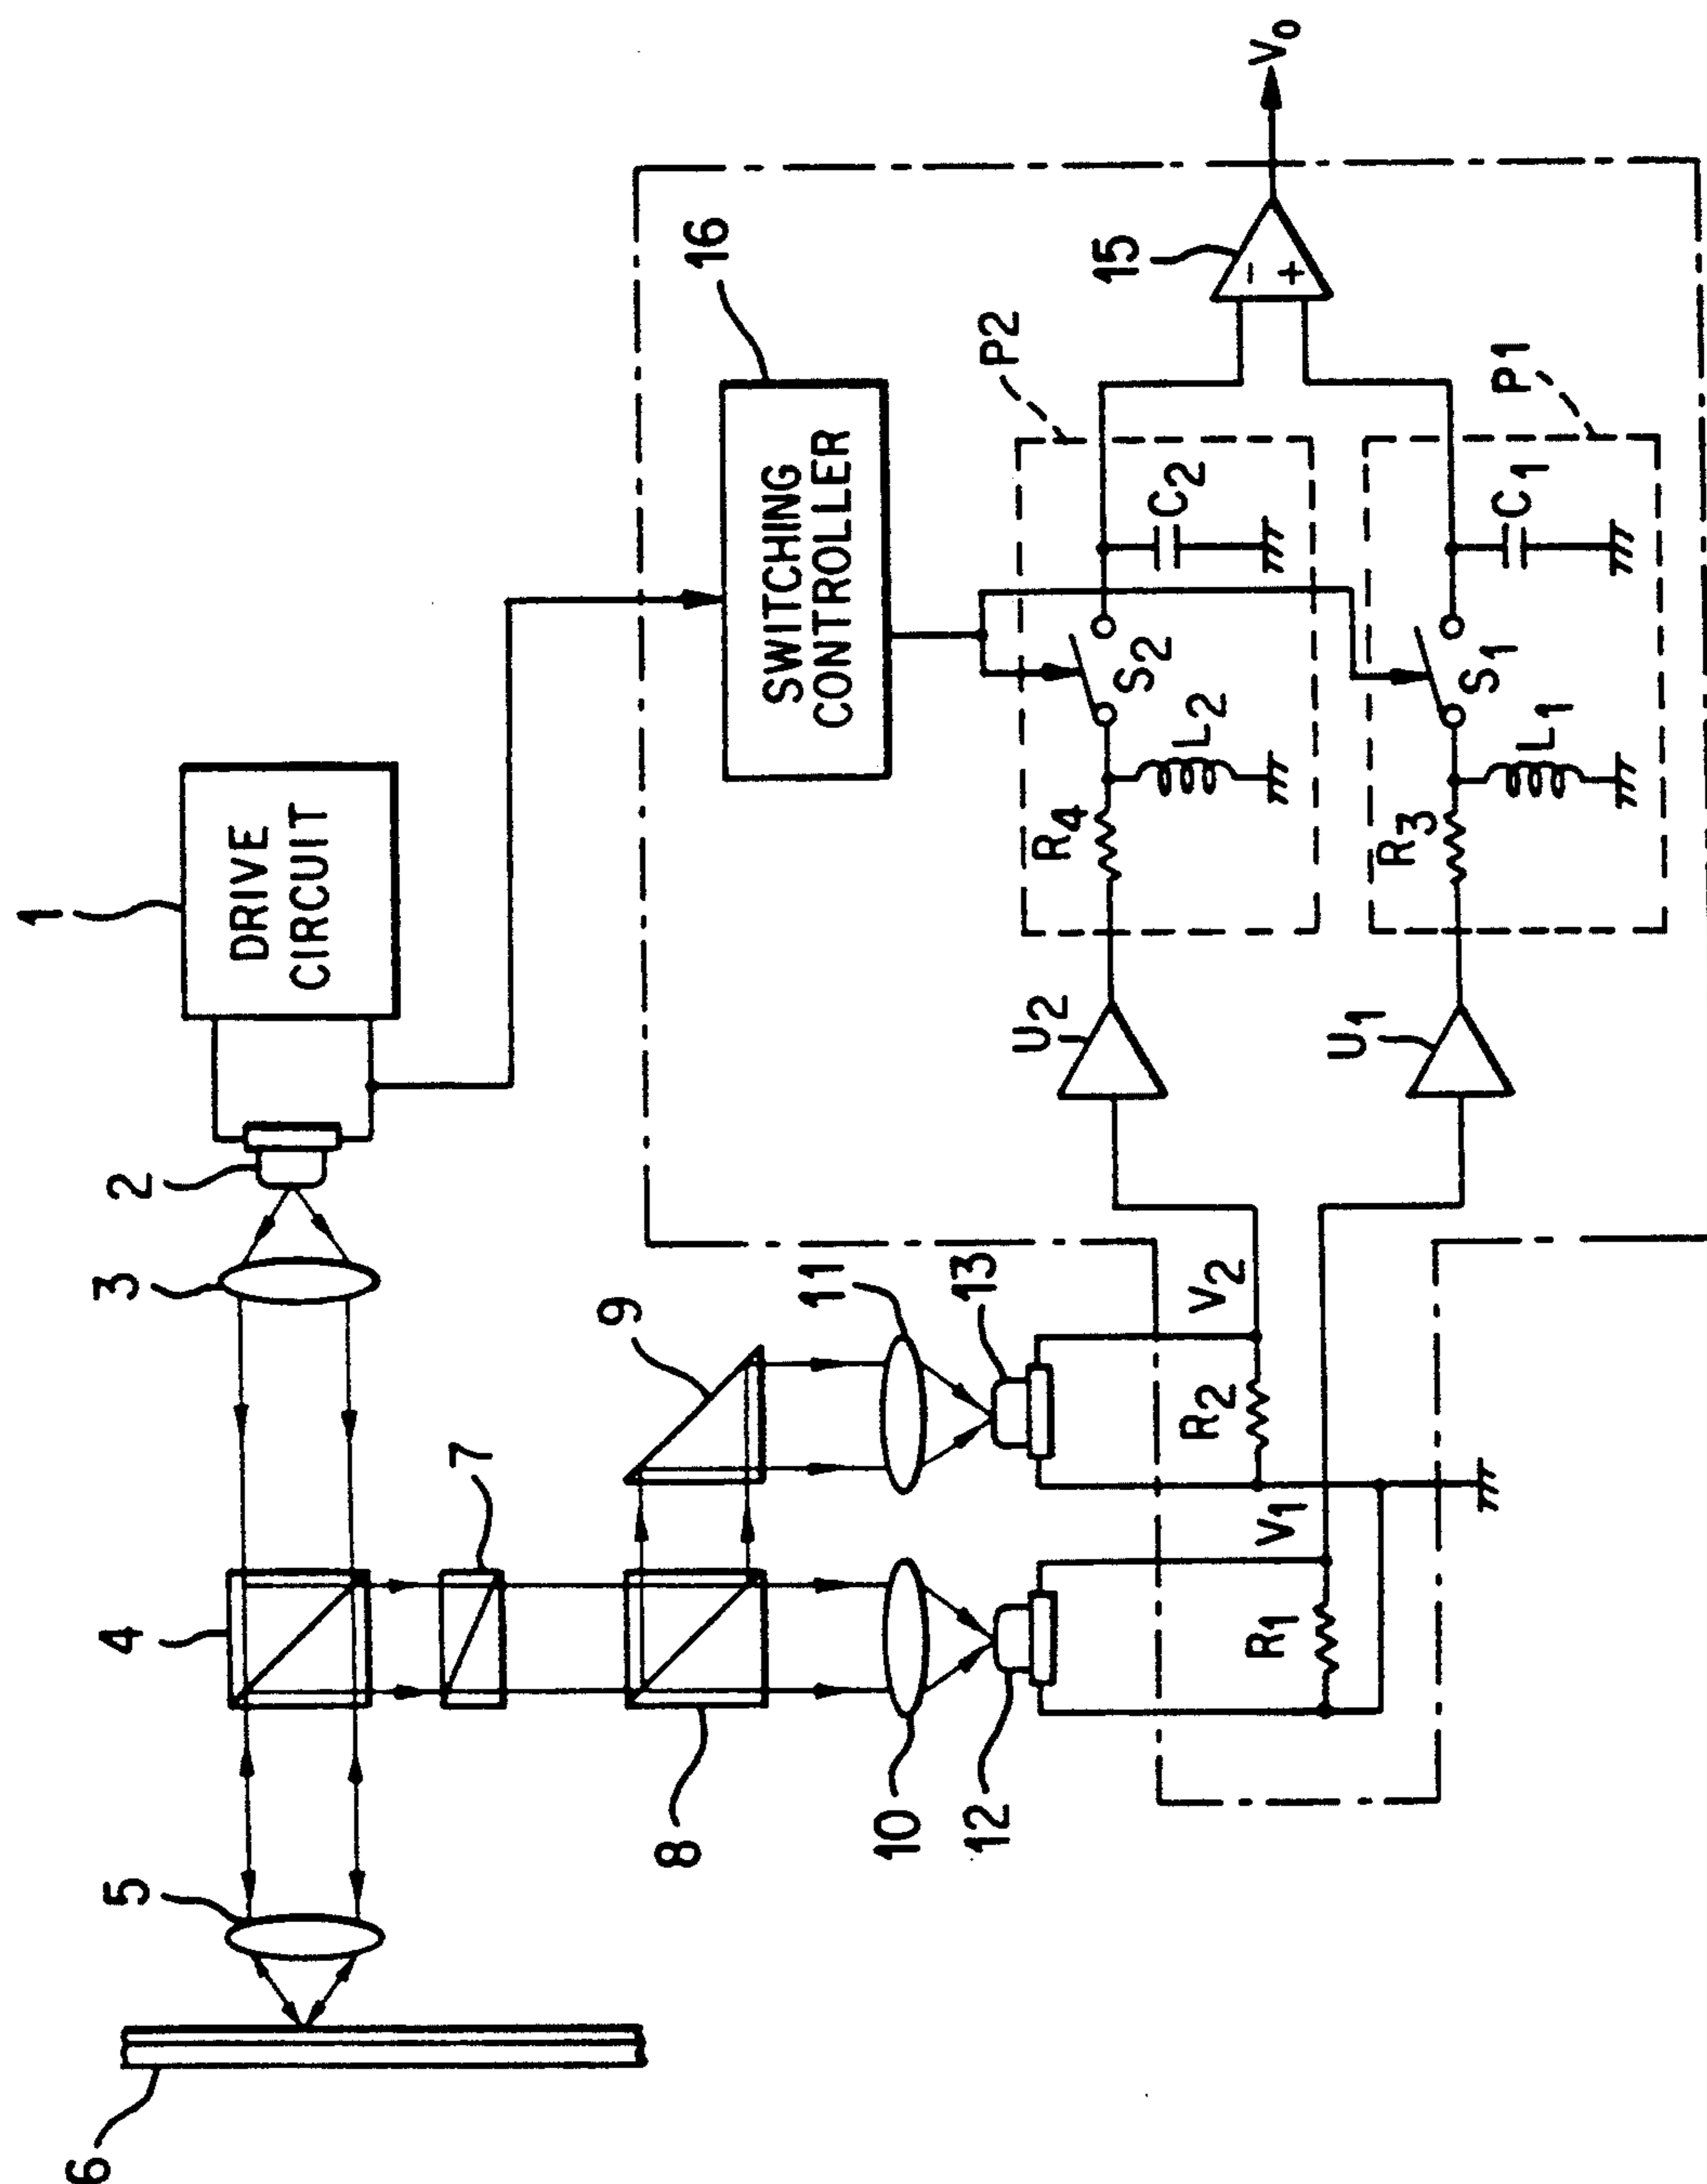 1
DRIVE
CIRCUIT
2
3
4
5
6
7
8
9
10
11
12
13
16
SWITCHING
CONTROLLER
15
V0
P2
P1
C2
C1
S2
S1
L2
L1
R4
R3
U2
U1
V2
V1
R2
R1
-
+